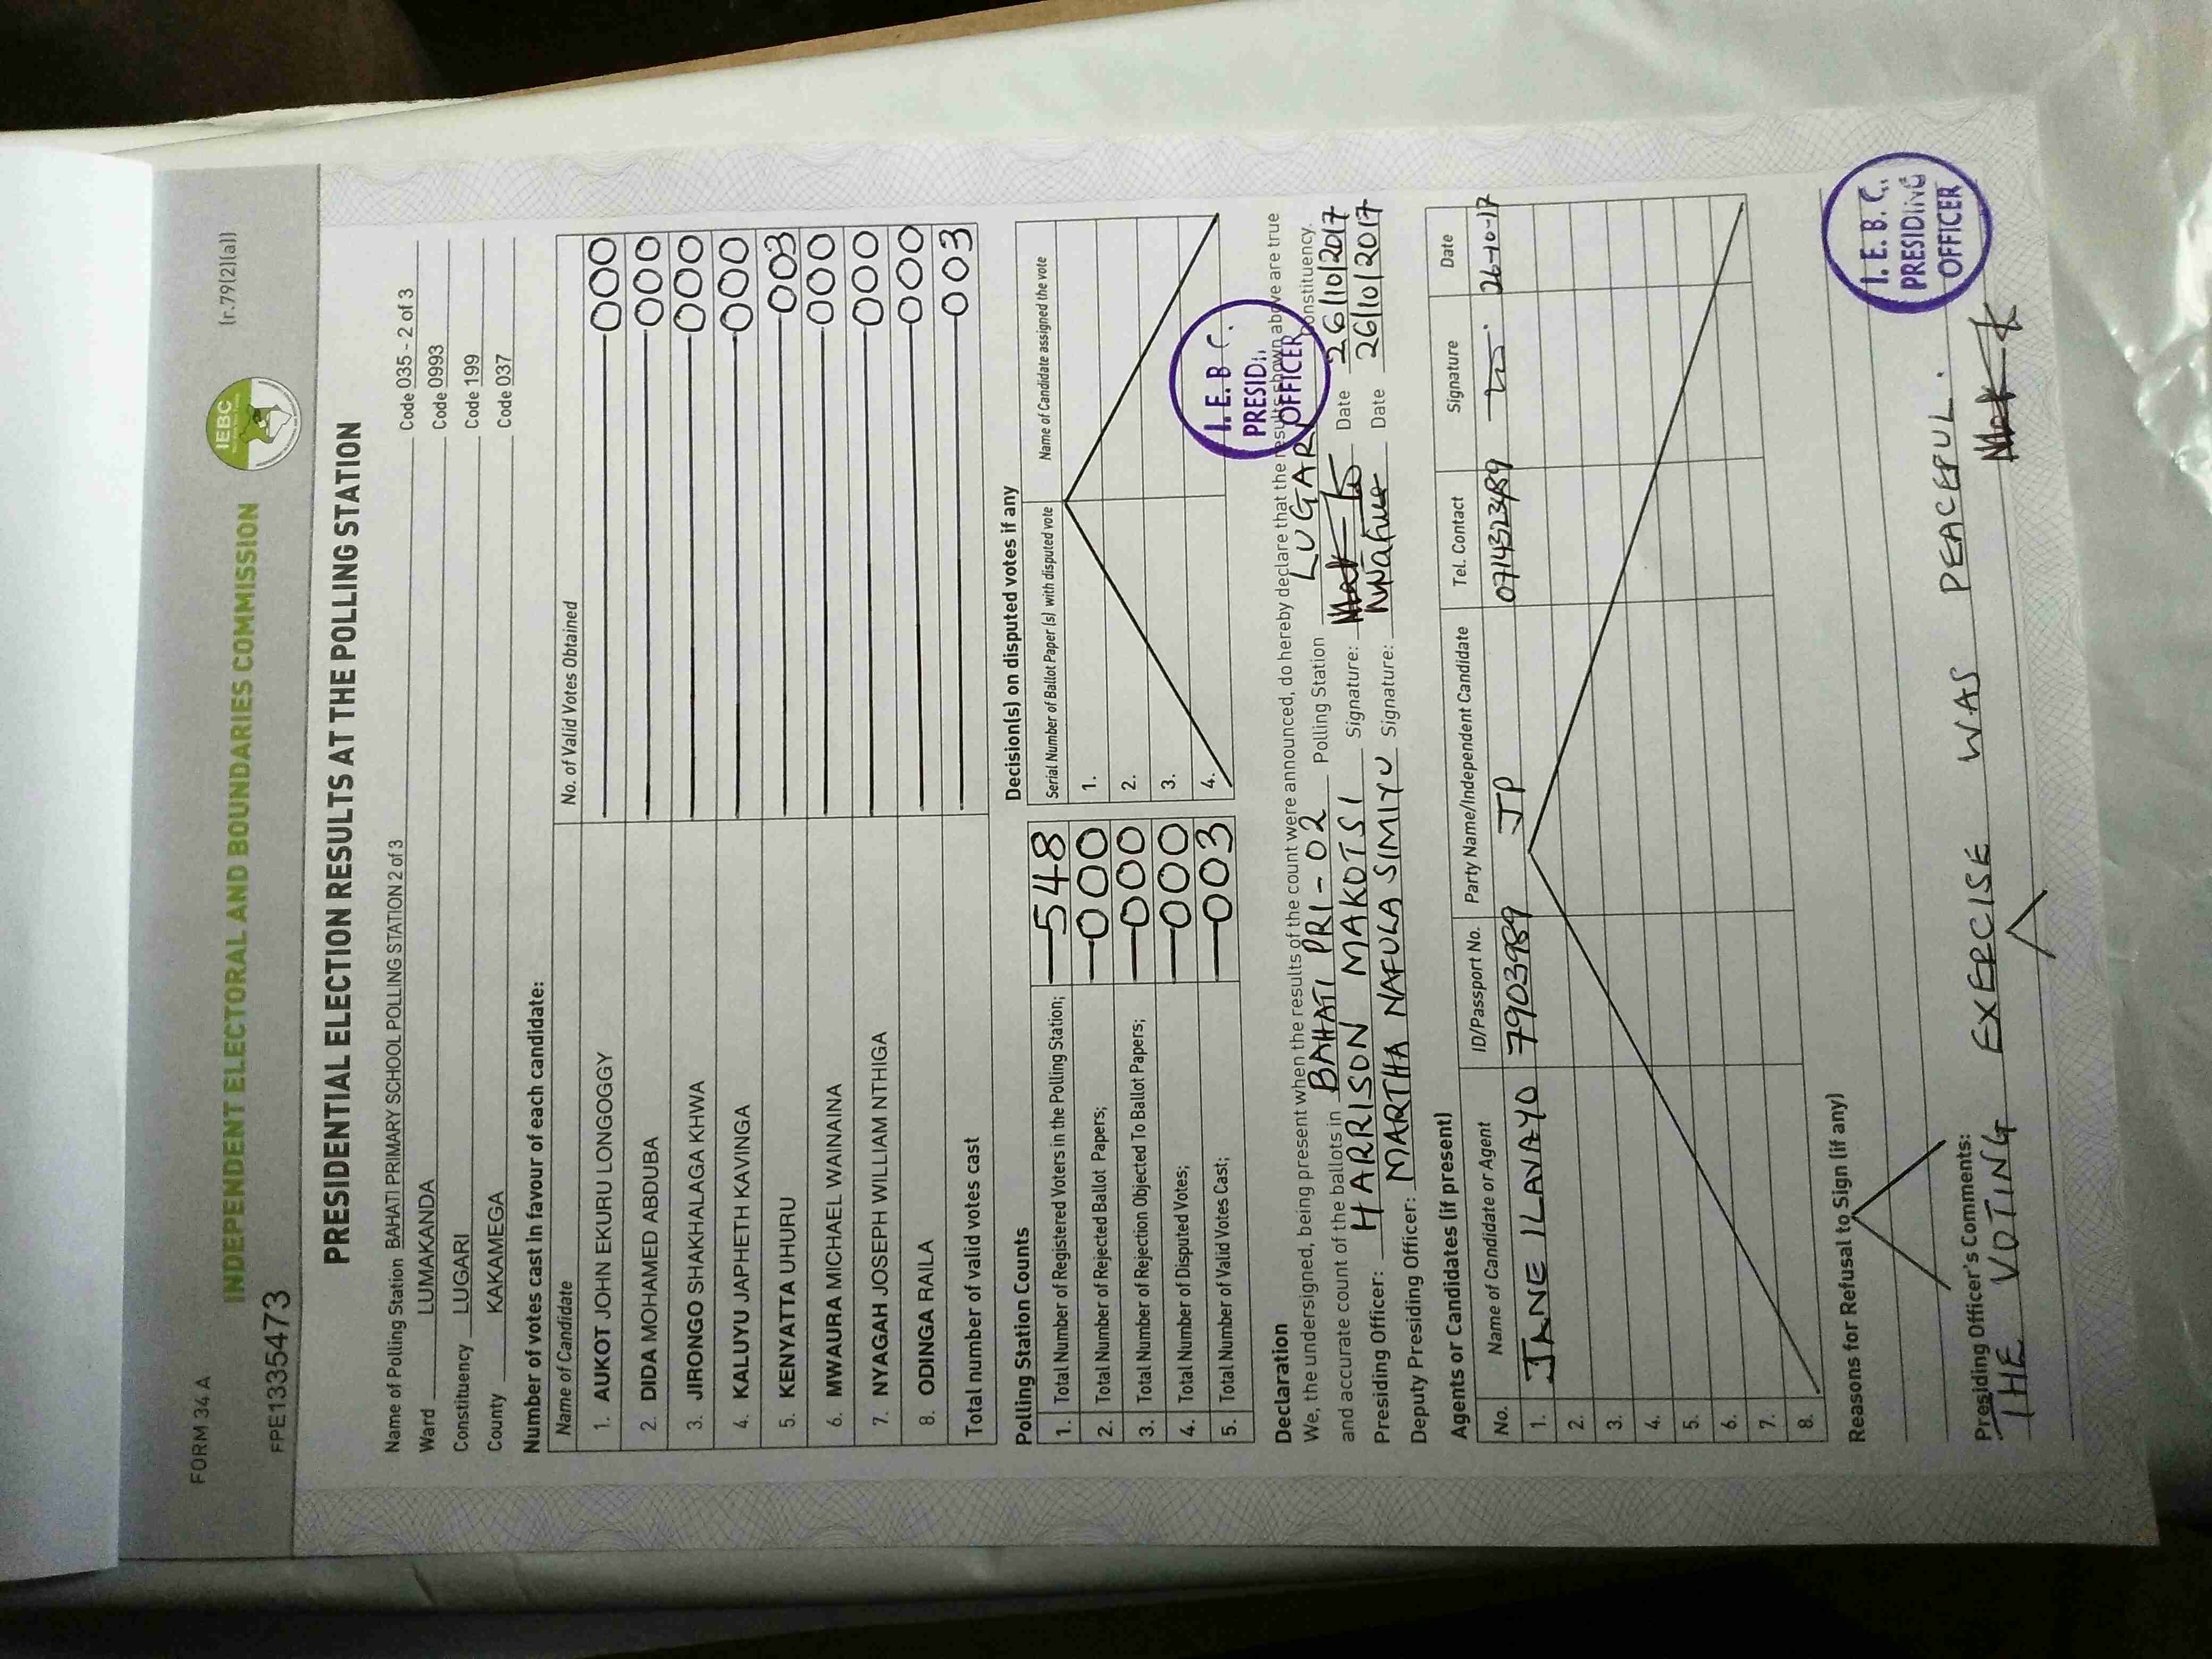 FORM 34 A
(r.79(2)(a))
IEBC
INDEPENDENT ELECTORAL AND BOUNDARIES COMMISSION
FPE1335473
PRESIDENTIAL ELECTION RESULTS AT THE POLLING STATION
Name of Polling Station BAHATI PRIMARY SCHOOL POLLING STATION 2 of 3 Code 035 - 2 of 3
Ward LUMAKANDA Code 0993
Constituency LUGARI Code 199
County KAKAMEGA Code 037
Number of votes cast in favour of each candidate:
Name of Candidate No. of Valid Votes Obtained
1. AUKOT JOHN EKURU LONGOGGY 000
2. DIDA MOHAMED ABDUBA 000
3. JIRONGO SHAKHALAGA KHWA 000
4. KALUYU JAPHETH KAVINGA 000
5. KENYATTA UHURU 003
6. MWAURA MICHAEL WAINAINA 000
7. NYAGAH JOSEPH WILLIAM NTHIGA 000
8. ODINGA RAILA 000
Total number of valid votes cast 003
Polling Station Counts
1. Total Number of Registered Voters in the Polling Station; 548
2. Total Number of Rejected Ballot Papers; 000
3. Total Number of Rejection Objected To Ballot Papers; 000
4. Total Number of Disputed Votes; 000
5. Total Number of Valid Votes Cast; 003
Decision(s) on disputed votes if any
Serial Number of Ballot Paper (s) with disputed vote Name of Candidate assigned the vote
1.
2.
3.
4.
I.E.B.C.
OFFICER
Declaration
We, the undersigned, being present when the results of the count were announced, do hereby declare that the results shown above are true
and accurate count of the ballots in BAHATI PRI - 02 Polling Station LUGARI Constituency.
Presiding Officer: HARRISON MAKOTSI Signature: Date 26/10/2017
Deputy Presiding Officer: MARTHA NAFULA SIMIYU Signature: Date 26/10/2017
Agents or Candidates (if present)
No. Name of Candidate or Agent ID/Passport No. Party Name/Independent Candidate Tel. Contact Signature Date
1. JANE ILAVAYO 7903989 JP 0714323489 26-10-17
2.
3.
4.
5.
6.
7.
8.
Reasons for Refusal to Sign (if any)
Presiding Officer's Comments:
THE VOTING EXERCISE WAS PEACEFUL.
I.E.B.C.
PRESIDING
OFFICER